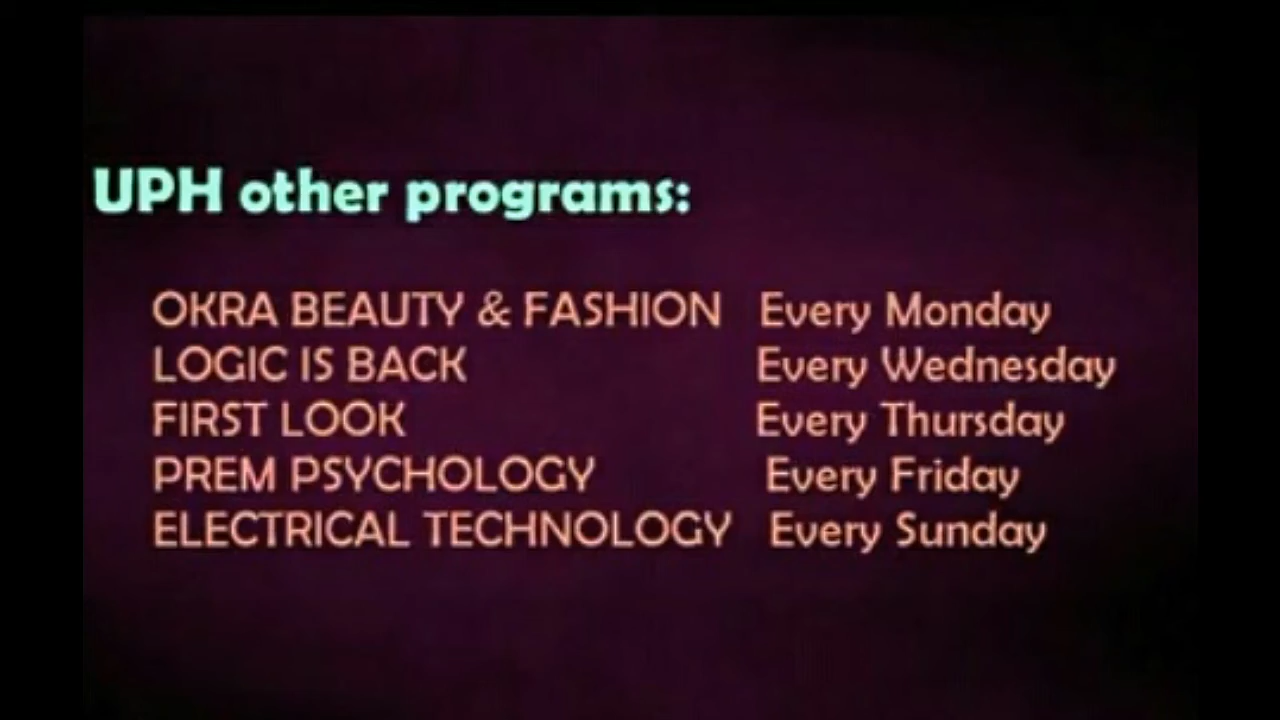 UPH other programs:
OKRA BEAUTY & FASHION Every Monday
LOGIC IS BACK Every Wednesday
FIRST LOOK Every Thursday
PREM PSYCHOLOGY Every Friday
ELECTRICAL TECHNOLOGY Every Sunday